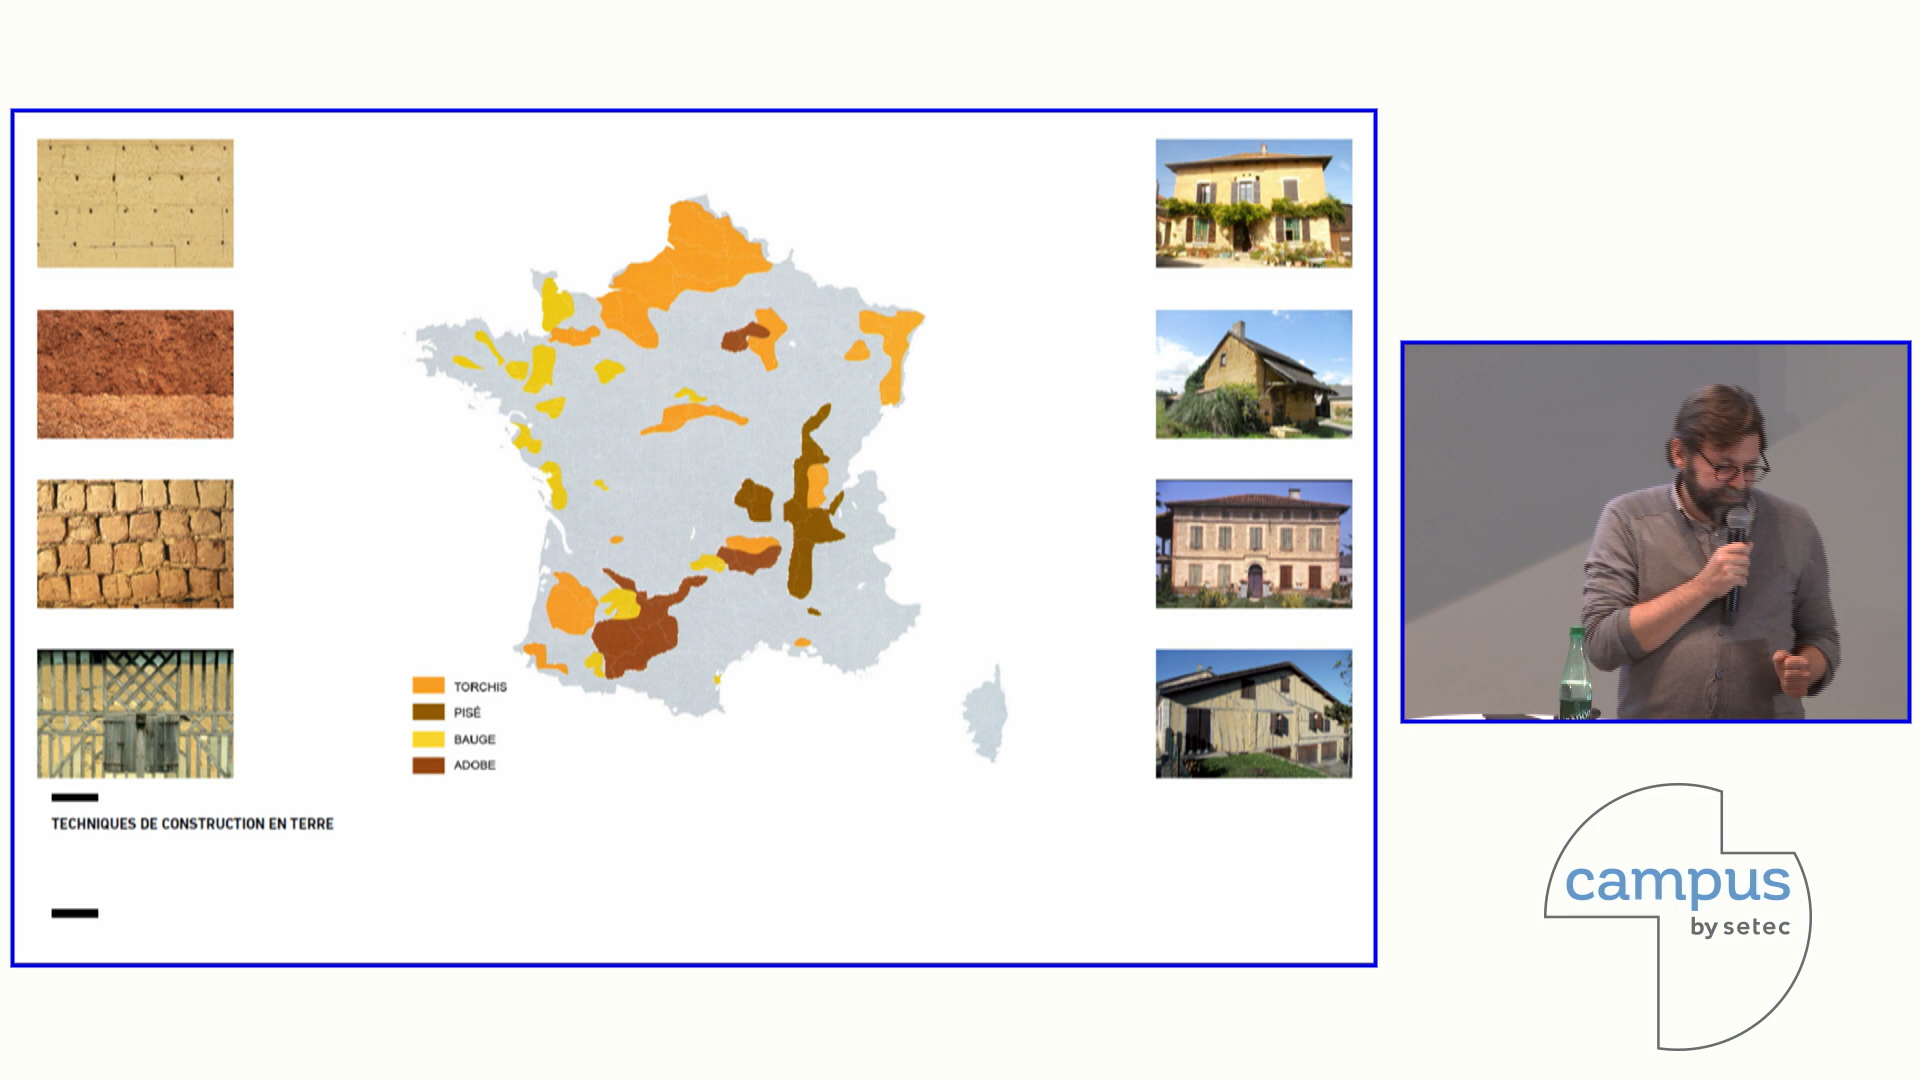 TORCHIS
PISÉ
BAUGE
ADOBE
TECHNIQUES DE CONSTRUCTION EN TERRE
campus
by setec